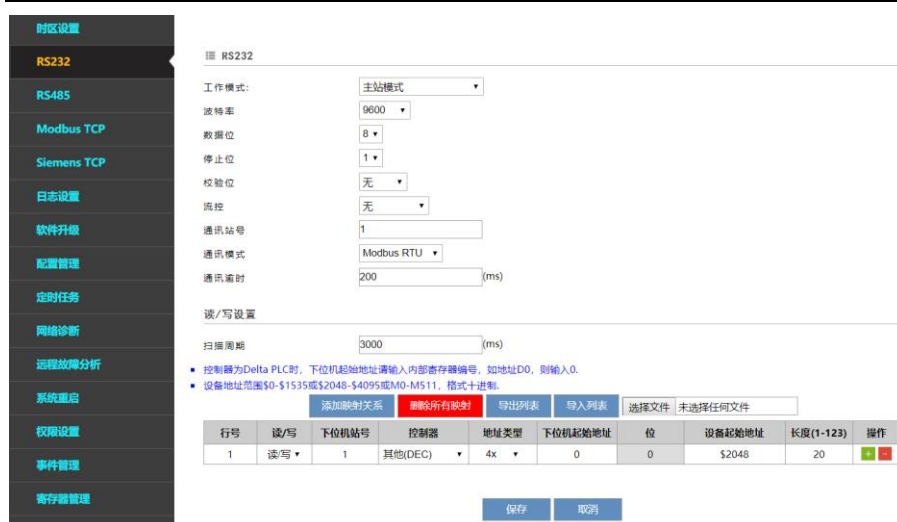 时区设置
RS232
RS485
Modbus TCP
Siemens TCP
日志设置
软件升级
配置管理
定时任务
网络诊断
远程故障分析
系统重启
权限设置
事件管理
寄存器管理
RS232
工作模式: 主站模式
波特率 9600
数据位 8
停止位 1
校验位 无
流控 无
通讯站号 1
通讯模式 Modbus RTU
通讯逾时 200 (ms)
读/写设置
扫描周期 3000 (ms)
控制器为Delta PLC时，下位机起始地址请输入内部寄存器编号，如地址D0，则输入0.
设备地址范围$0-$1535或$2048-$4095或M0-M511，格式十进制.
添加映射关系 删除所有映射 导出列表 导入列表 选择文件 未选择任何文件
行号 读/写 下位机站号 控制器 地址类型 下位机起始地址 位 设备起始地址 长度(1-123) 操作
1 读/写 1 其他(DEC) 4x 0 0 $2048 20 + -
保存 取消